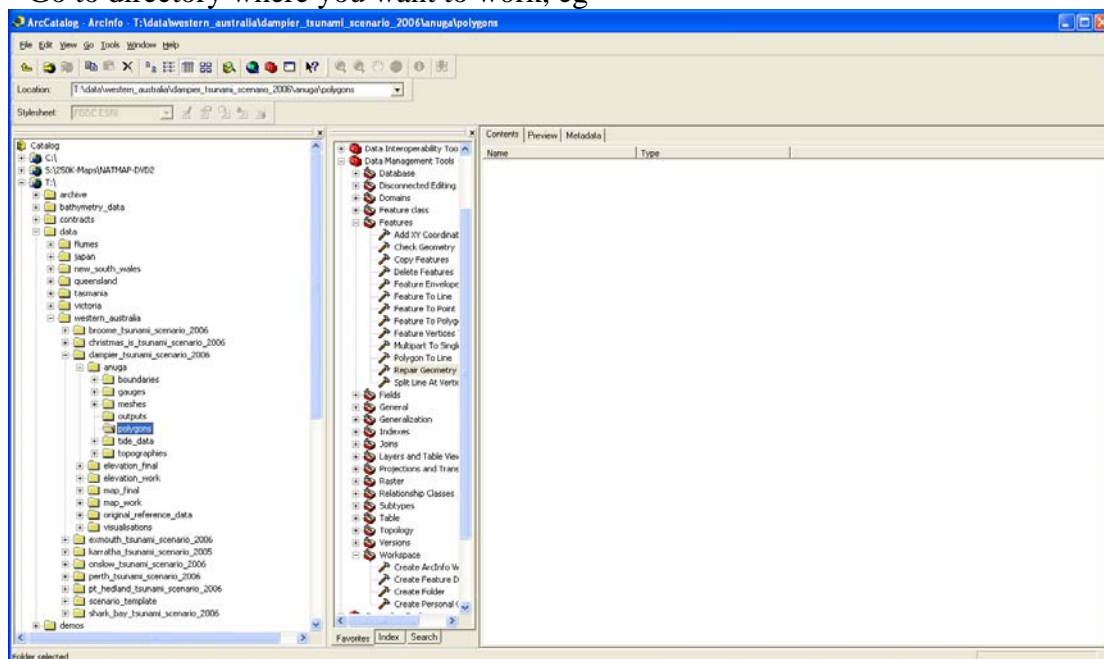 Go to directory where you want to work, eg
ArcCatalog - ArcInfo - T:\data\western_australia\dampier_tsunami_scenario_2006\anuga\polygons
File Edit View Go Tools Window Help
Location: T:\data\western_australia\dampier_tsunami_scenario_2006\anuga\polygons
Stylesheet: FGDC ESRI
Catalog
C:\
S:\250K-Maps\NATMAP-DVD2
T:\
archive
bathymetry_data
contracts
data
flumes
japan
new_south_wales
queensland
tasmania
victoria
western_australia
broome_tsunami_scenario_2006
christmas_is_tsunami_scenario_2006
dampier_tsunami_scenario_2006
anuga
boundaries
gauges
meshes
outputs
polygons
tide_data
topographies
elevation_final
elevation_work
map_final
map_work
original_reference_data
visualisations
exmouth_tsunami_scenario_2006
karratha_tsunami_scenario_2005
onslow_tsunami_scenario_2006
perth_tsunami_scenario_2006
pt_hedland_tsunami_scenario_2006
scenario_template
shark_bay_tsunami_scenario_2006
demos
Data Interoperability Too
Data Management Tools
Database
Disconnected Editing
Domains
Feature class
Features
Add XY Coordinat
Check Geometry
Copy Features
Delete Features
Feature Envelope
Feature To Line
Feature To Point
Feature To Polyg
Feature Vertices
Multipart To Singl
Polygon To Line
Repair Geometry
Split Line At Vertic
Fields
General
Generalization
Indexes
Joins
Layers and Table View
Projections and Trans
Raster
Relationship Classes
Subtypes
Table
Topology
Versions
Workspace
Create ArcInfo W
Create Feature D
Create Folder
Create Personal G
Favorites Index Search
Contents Preview Metadata
Name Type
Folder selected